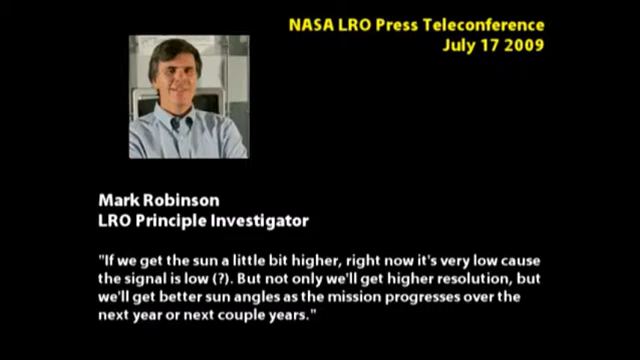 NASA LRO Press Teleconference
July 17 2009
Mark Robinson
LRO Principle Investigator
"If we get the sun a little bit higher, right now it's very low cause
the signal is low (?). But not only we'll get higher resolution, but
we'll get better sun angles as the mission progresses over the
next year or next couple years."